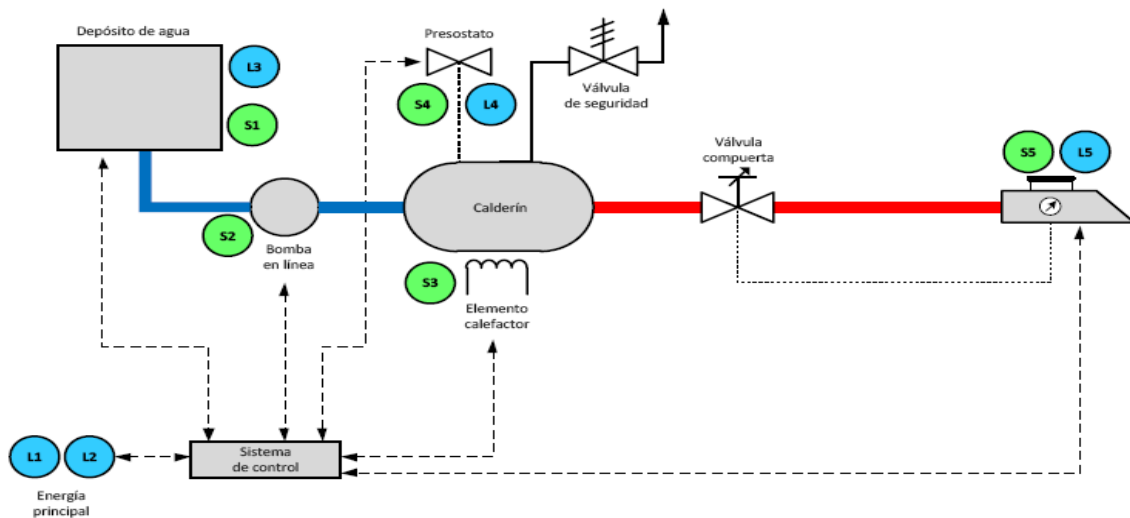 Depósito de agua
L3
S1
S2
Bomba
en línea
Presostato
S4
L4
Válvula
de seguridad
Calderín
S3
Elemento
calefactor
Válvula
compuerta
S5
L5
L1
L2
Energía
principal
Sistema
de control